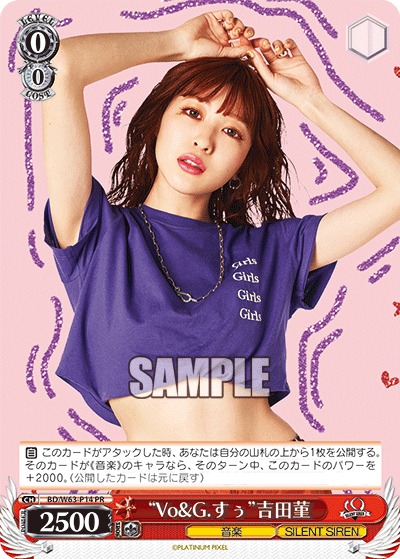 LEVEL
0
0
COST
Girls
Girls
Girls
Girls
SAMPLE
自 このカードがアタックした時、あなたは自分の山札の上から1枚を公開する。
そのカードが《音楽》のキャラなら、そのターン中、このカードのパワーを
+2000。(公開したカードは元に戻す)
CH BD/W63-P14 PR
2500
“Vo&G.すぅ”吉田菫
音楽
SILENT SIREN
©PLATINUM PIXEL